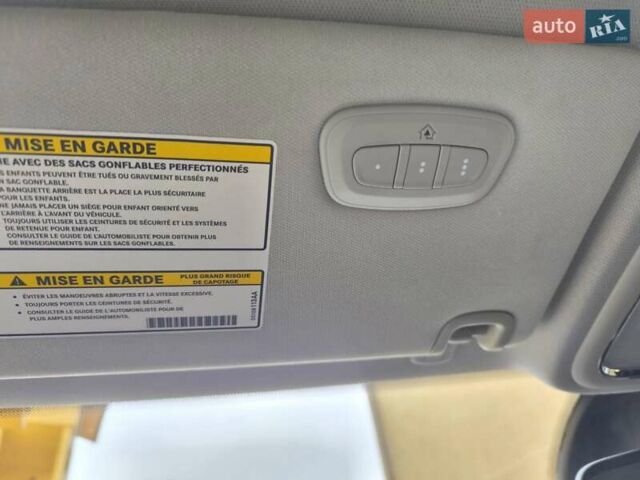 auto RIA.com
MISE EN GARDE
AVEC DES SACS GONFLABLES PERFECTIONNÉS
ENFANTS PEUVENT ÊTRE TUÉS OU GRAVEMENT BLESSÉS PAR
SAC GONFLABLE.
BANQUETTE ARRIÈRE EST LA PLACE LA PLUS SÉCURITAIRE
POUR LES ENFANTS.
NE JAMAIS PLACER UN SIÈGE POUR ENFANT ORIENTÉ VERS
L'ARRIÈRE À L'AVANT DU VÉHICULE.
TOUJOURS UTILISER LES CEINTURES DE SÉCURITÉ ET LES SYSTÈMES
DE RETENUE POUR ENFANT.
CONSULTER LE GUIDE DE L'AUTOMOBILISTE POUR OBTENIR PLUS
DE RENSEIGNEMENTS SUR LES SACS GONFLABLES.
MISE EN GARDE
PLUS GRAND RISQUE
DE CAPOTAGE
• ÉVITER LES MANOEUVRES ABRUPTES ET LA VITESSE EXCESSIVE.
• TOUJOURS PORTER LES CEINTURES DE SÉCURITÉ.
• CONSULTER LE GUIDE DE L'AUTOMOBILISTE POUR DE
PLUS AMPLES RENSEIGNEMENTS.